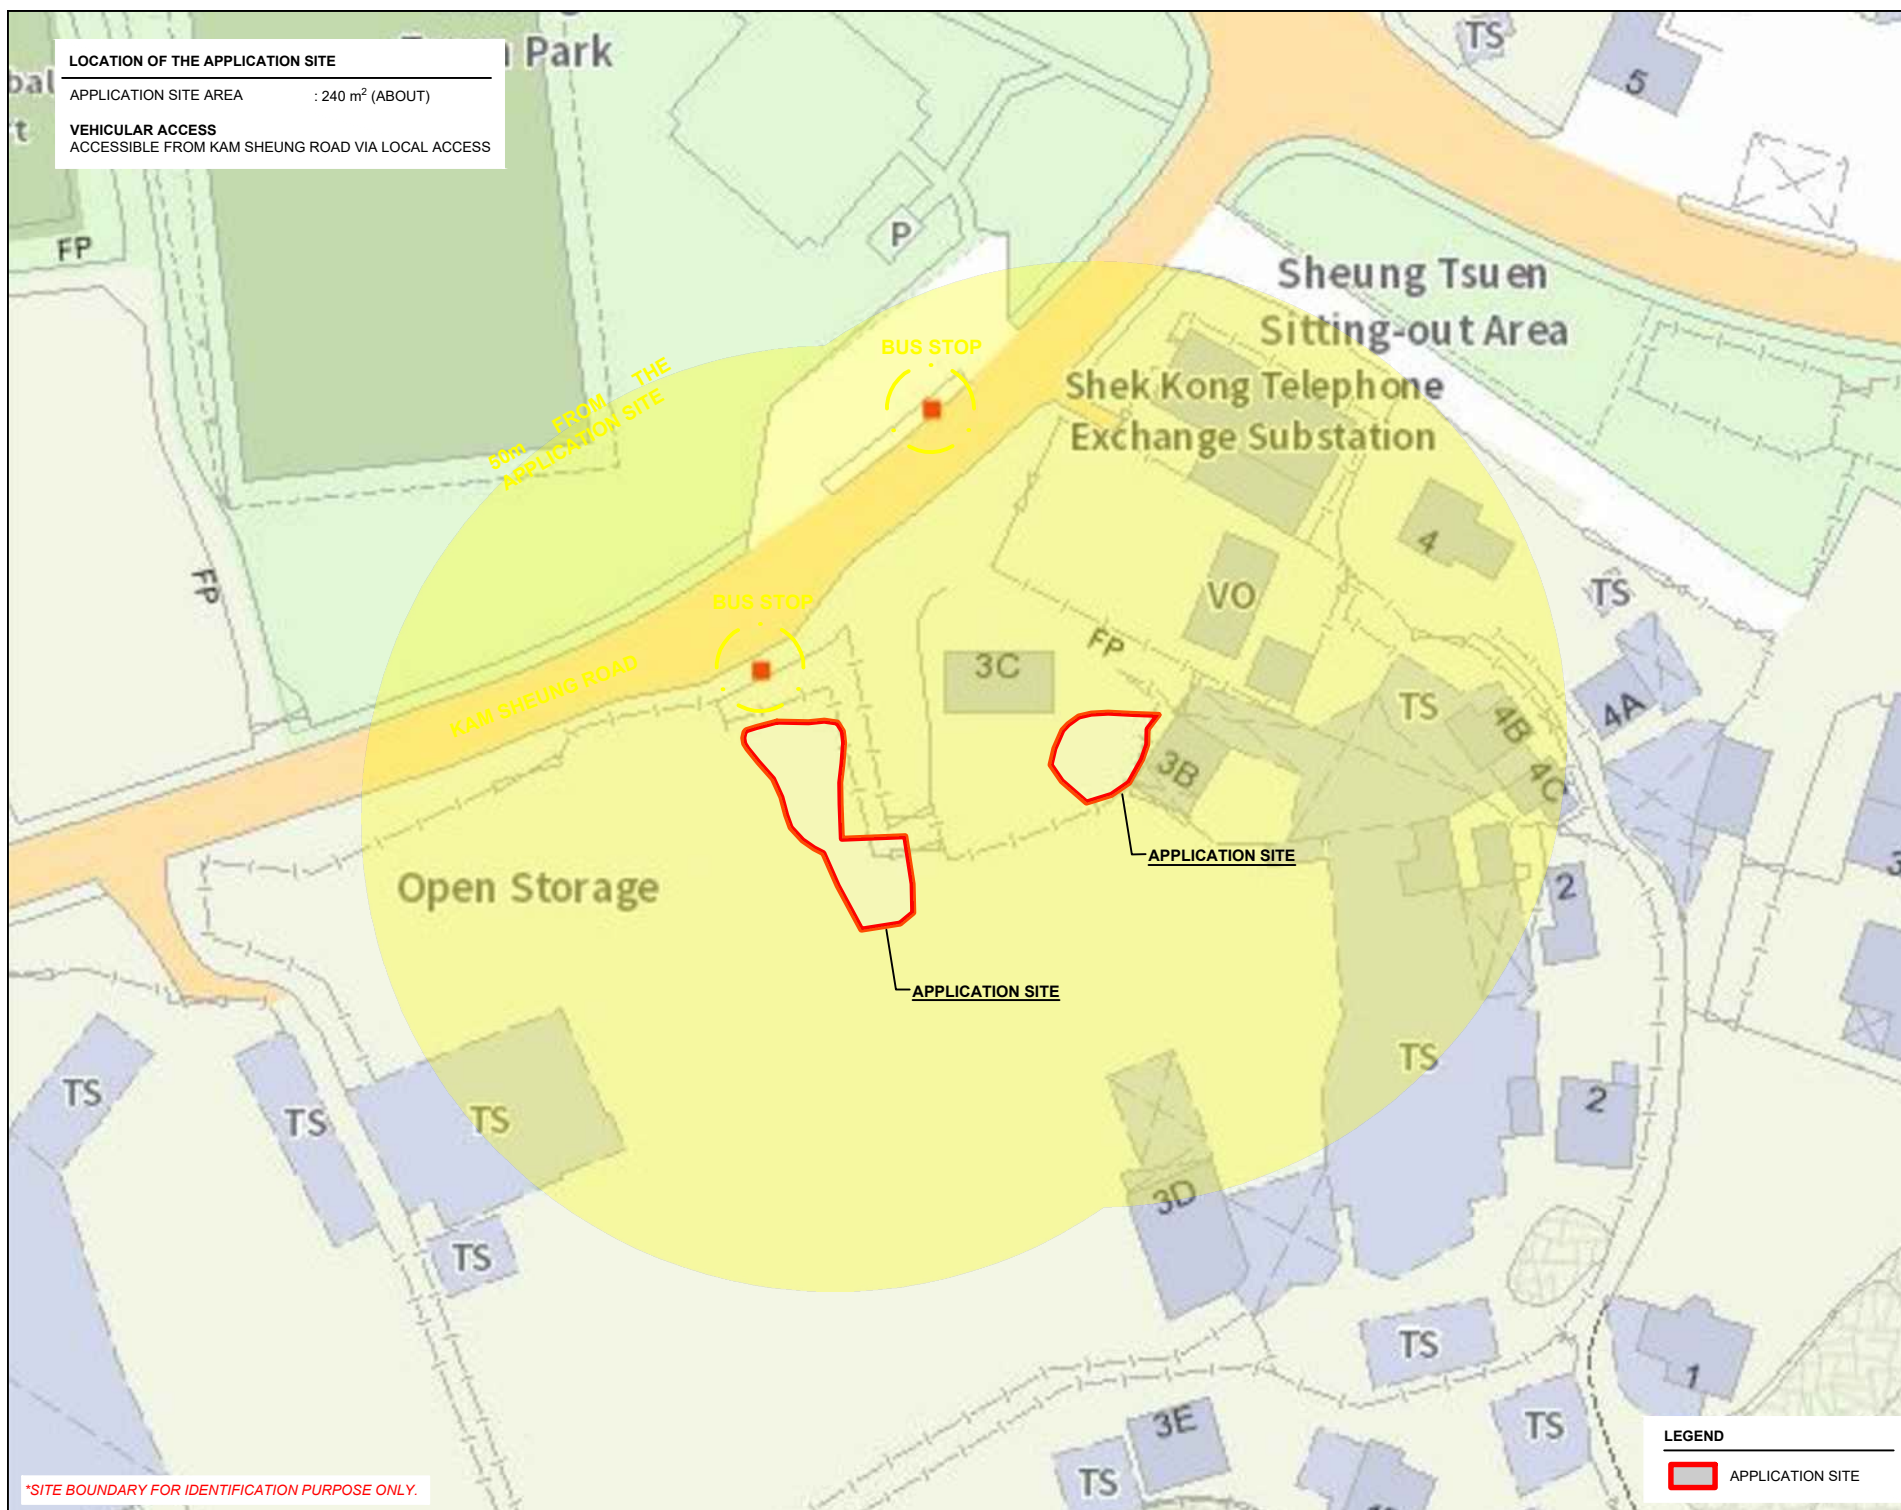 LOCATION OF THE APPLICATION SITE
APPLICATION SITE AREA : 240 m² (ABOUT)
VEHICULAR ACCESS
ACCESSIBLE FROM KAM SHEUNG ROAD VIA LOCAL ACCESS
Park
TS
5
FP
P
Sheung Tsuen
Sitting-out Area
BUS STOP
Shek Kong Telephone
Exchange Substation
50m FROM THE
APPLICATION SITE
4
FP
VO
TS
BUS STOP
FP
3C
KAM SHEUNG ROAD
TS
4B
4A
3B
4C
APPLICATION SITE
Open Storage
2
3
APPLICATION SITE
TS
TS
TS
TS
2
3D
TS
TS
1
3E
TS
TS
LEGEND
APPLICATION SITE
*SITE BOUNDARY FOR IDENTIFICATION PURPOSE ONLY.